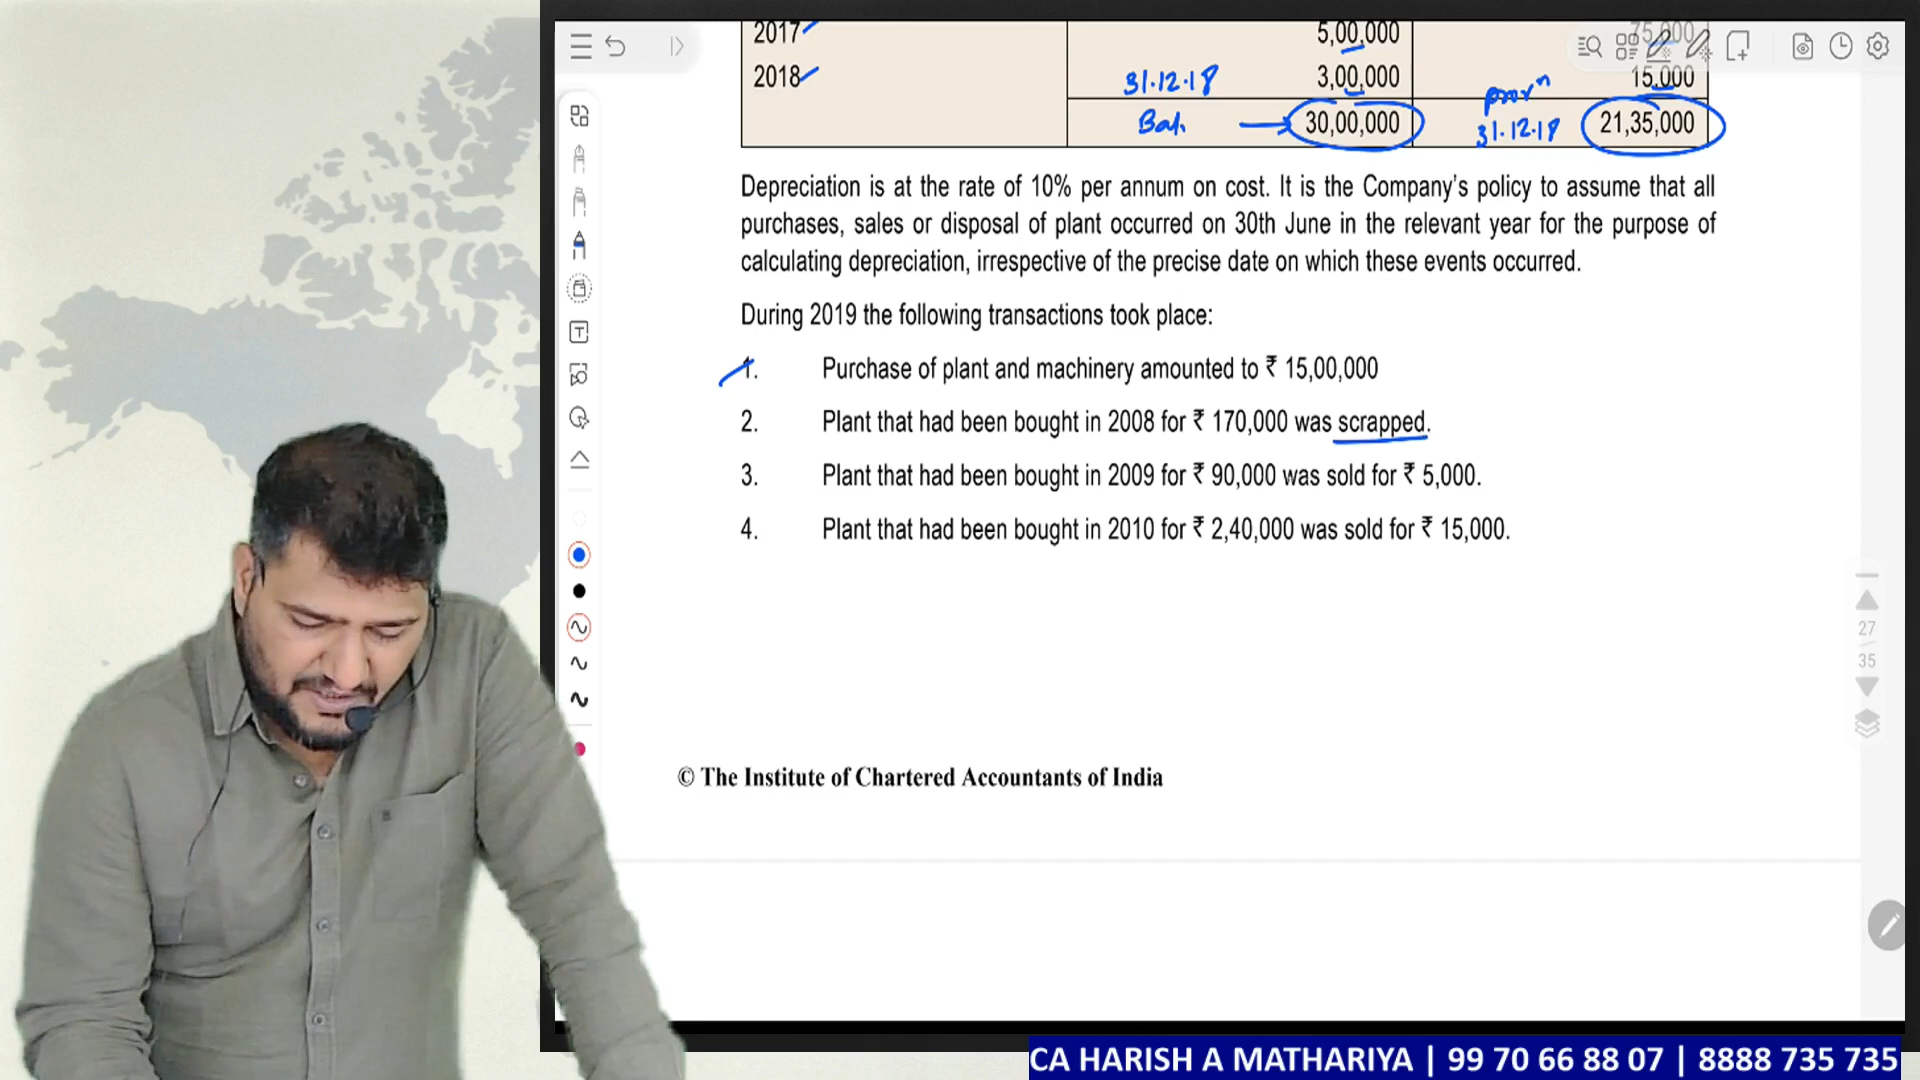 2017 5,00,000 75,000
2018 31.12.18 3,00,000 15,000
Bal. 30,00,000 provn 31.12.18 21,35,000
Depreciation is at the rate of 10% per annum on cost. It is the Company’s policy to assume that all
purchases, sales or disposal of plant occurred on 30th June in the relevant year for the purpose of
calculating depreciation, irrespective of the precise date on which these events occurred.
During 2019 the following transactions took place:
1. Purchase of plant and machinery amounted to ₹ 15,00,000
2. Plant that had been bought in 2008 for ₹ 170,000 was scrapped.
3. Plant that had been bought in 2009 for ₹ 90,000 was sold for ₹ 5,000.
4. Plant that had been bought in 2010 for ₹ 2,40,000 was sold for ₹ 15,000.
27
35
© The Institute of Chartered Accountants of India
CA HARISH A MATHARIYA | 99 70 66 88 07 | 8888 735 735